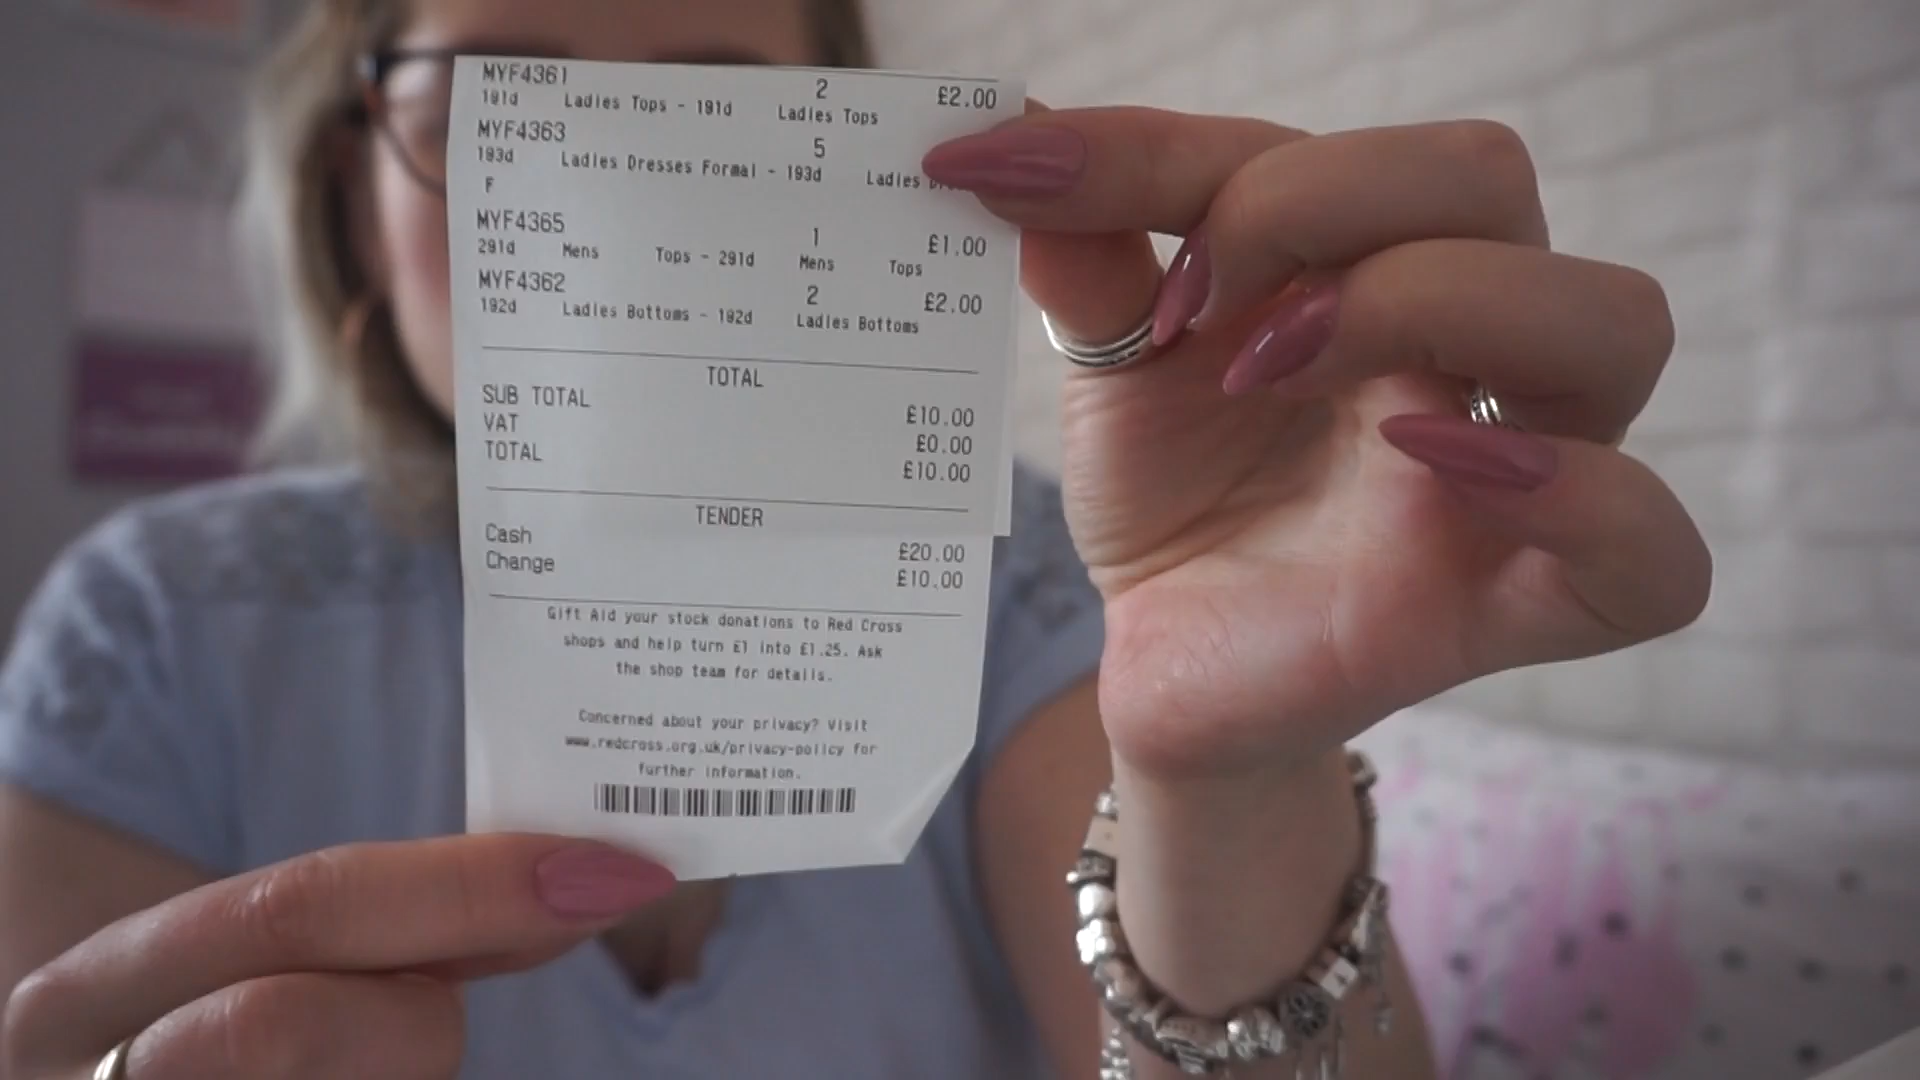 MYF4361 2 £2.00
191d Ladies Tops - 191d Ladies Tops
MYF4363 5
193d Ladies Dresses Formal - 193d Ladies
F
MYF4365 1 £1.00
291d Mens Tops - 291d Mens Tops
MYF4362 2 £2.00
192d Ladies Bottoms - 192d Ladies Bottoms
TOTAL
SUB TOTAL £10.00
VAT £0.00
TOTAL £10.00
TENDER
Cash £20.00
Change £10.00
Gift Aid your stock donations to Red Cross
shops and help turn £1 into £1.25. Ask
the shop team for details.
Concerned about your privacy? Visit
www.redcross.org.uk/privacy-policy for
further information.